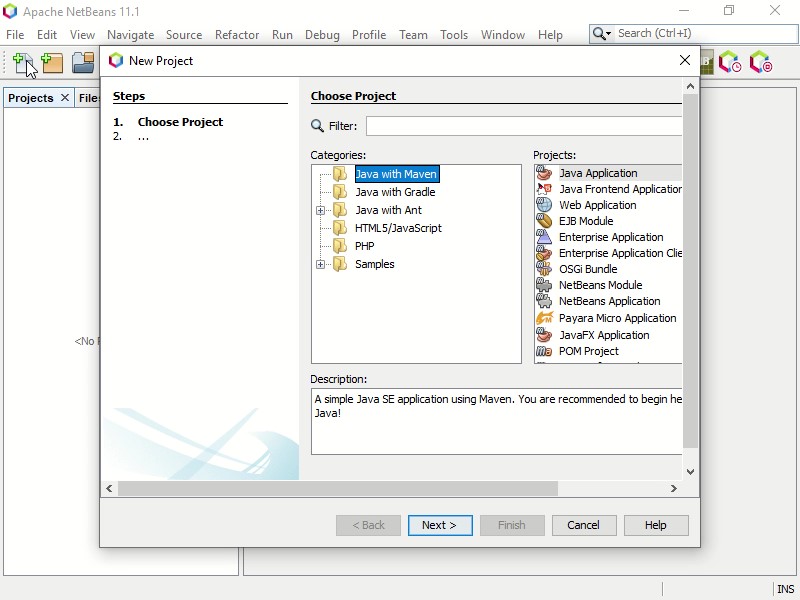 Apache NetBeans 11.1
File Edit View Navigate Source Refactor Run Debug Profile Team Tools Window Help
Search (Ctrl+I)
New Project
Projects
Files
Steps
1. Choose Project
2. ...
Choose Project
Filter:
Categories:
Java with Maven
Java with Gradle
Java with Ant
HTML5/JavaScript
PHP
Samples
Projects:
Java Application
Java Frontend Application
Web Application
EJB Module
Enterprise Application
Enterprise Application Clie
OSGi Bundle
NetBeans Module
NetBeans Application
Payara Micro Application
JavaFX Application
POM Project
<No
Description:
A simple Java SE application using Maven. You are recommended to begin he
Java!
< Back
Next >
Finish
Cancel
Help
INS